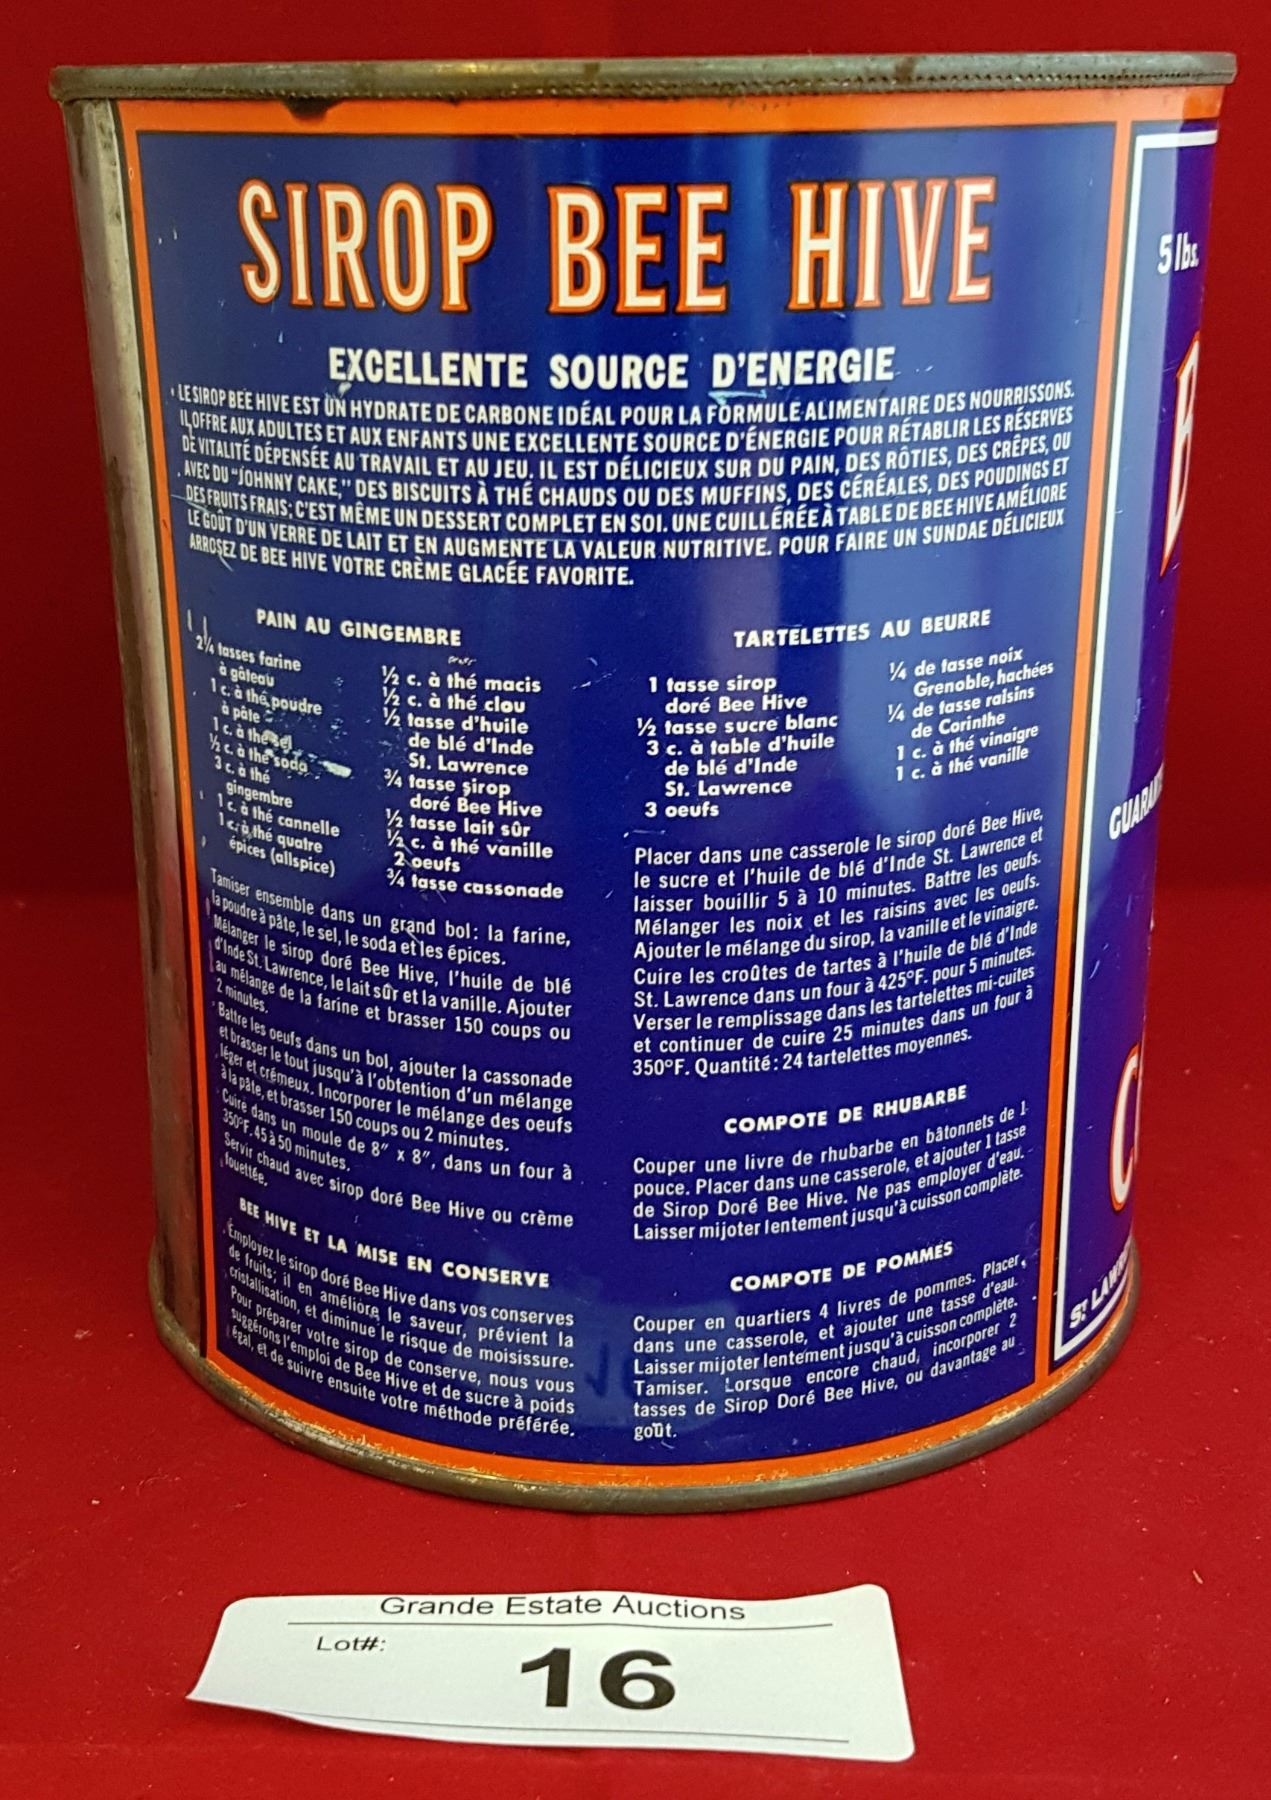 SIROP BEE HIVE
EXCELLENTE SOURCE D'ENERGIE
LE SIROP BEE HIVE EST UN HYDRATE DE CARBONE IDÉAL POUR LA FORMULE ALIMENTAIRE DES NOURRISSONS.
IL OFFRE AUX ADULTES ET AUX ENFANTS UNE EXCELLENTE SOURCE D'ÉNERGIE POUR RÉTABLIR LES RÉSERVES
DE VITALITÉ DÉPENSÉE AU TRAVAIL ET AU JEU. IL EST DÉLICIEUX SUR DU PAIN, DES RÔTIES, DES CRÊPES, OU
AVEC DU "JOHNNY CAKE," DES BISCUITS À THÉ CHAUDS OU DES MUFFINS, DES CÉRÉALES, DES POUDINGS ET
DES FRUITS FRAIS; C'EST MÊME UN DESSERT COMPLET EN SOI. UNE CUILLÉRÉE À TABLE DE BEE HIVE AMÉLIORE
LE GOÛT D'UN VERRE DE LAIT ET EN AUGMENTE LA VALEUR NUTRITIVE. POUR FAIRE UN SUNDAE DÉLICIEUX
ARROSEZ DE BEE HIVE VOTRE CRÈME GLACÉE FAVORITE.
PAIN AU GINGEMBRE
2¼ tasses farine
à gâteau
1 c. à thé poudre
à pâte
1 c. à thé sel
½ c. à thé soda
3 c. à thé
gingembre
1 c. à thé cannelle
1 c. à thé quatre
épices (allspice)
½ c. à thé macis
½ c. à thé clou
½ tasse d'huile
de blé d'Inde
St. Lawrence
¾ tasse sirop
doré Bee Hive
½ tasse lait sûr
½ c. à thé vanille
2 oeufs
¾ tasse cassonade
Tamiser ensemble dans un grand bol: la farine,
la poudre à pâte, le sel, le soda et les épices.
Mélanger le sirop doré Bee Hive, l'huile de blé
d'Inde St. Lawrence, le lait sûr et la vanille. Ajouter
au mélange de la farine et brasser 150 coups ou
2 minutes.
Battre les oeufs dans un bol, ajouter la cassonade
et brasser le tout jusqu'à l'obtention d'un mélange
léger et crémeux. Incorporer le mélange des oeufs
à la pâte, et brasser 150 coups ou 2 minutes.
Cuire dans un moule de 8" x 8", dans un four à
350°F. 45 à 50 minutes.
Servir chaud avec sirop doré Bee Hive ou crème
fouettée.
BEE HIVE ET LA MISE EN CONSERVE
Employez le sirop doré Bee Hive dans vos conserves
de fruits; il en améliore le saveur, prévient la
cristallisation, et diminue le risque de moisissure.
Pour préparer votre sirop de conserve, nous vous
suggérons l'emploi de Bee Hive et de sucre à poids
égal, et de suivre ensuite votre méthode préférée.
TARTELETTES AU BEURRE
1 tasse sirop
doré Bee Hive
½ tasse sucre blanc
3 c. à table d'huile
de blé d'Inde
St. Lawrence
3 oeufs
¼ de tasse noix
Grenoble, hachées
¼ de tasse raisins
de Corinthe
1 c. à thé vinaigre
1 c. à thé vanille
Placer dans une casserole le sirop doré Bee Hive,
le sucre et l'huile de blé d'Inde St. Lawrence et
laisser bouillir 5 à 10 minutes. Battre les oeufs.
Mélanger les noix et les raisins avec les oeufs.
Ajouter le mélange du sirop, la vanille et le vinaigre.
Cuire les croûtes de tartes à l'huile de blé d'Inde
St. Lawrence dans un four à 425°F. pour 5 minutes.
Verser le remplissage dans les tartelettes mi-cuites
et continuer de cuire 25 minutes dans un four à
350°F. Quantité: 24 tartelettes moyennes.
COMPOTE DE RHUBARBE
Couper une livre de rhubarbe en bâtonnets de 1
pouce. Placer dans une casserole, et ajouter 1 tasse
de Sirop Doré Bee Hive. Ne pas employer d'eau.
Laisser mijoter lentement jusqu'à cuisson complète.
COMPOTE DE POMMES
Couper en quartiers 4 livres de pommes. Placer
dans une casserole, et ajouter une tasse d'eau.
Laisser mijoter lentement jusqu'à cuisson complète.
Tamiser. Lorsque encore chaud, incorporer 2
tasses de Sirop Doré Bee Hive, ou davantage au
goût.
5 lbs.
Grande Estate Auctions
Lot#:
16